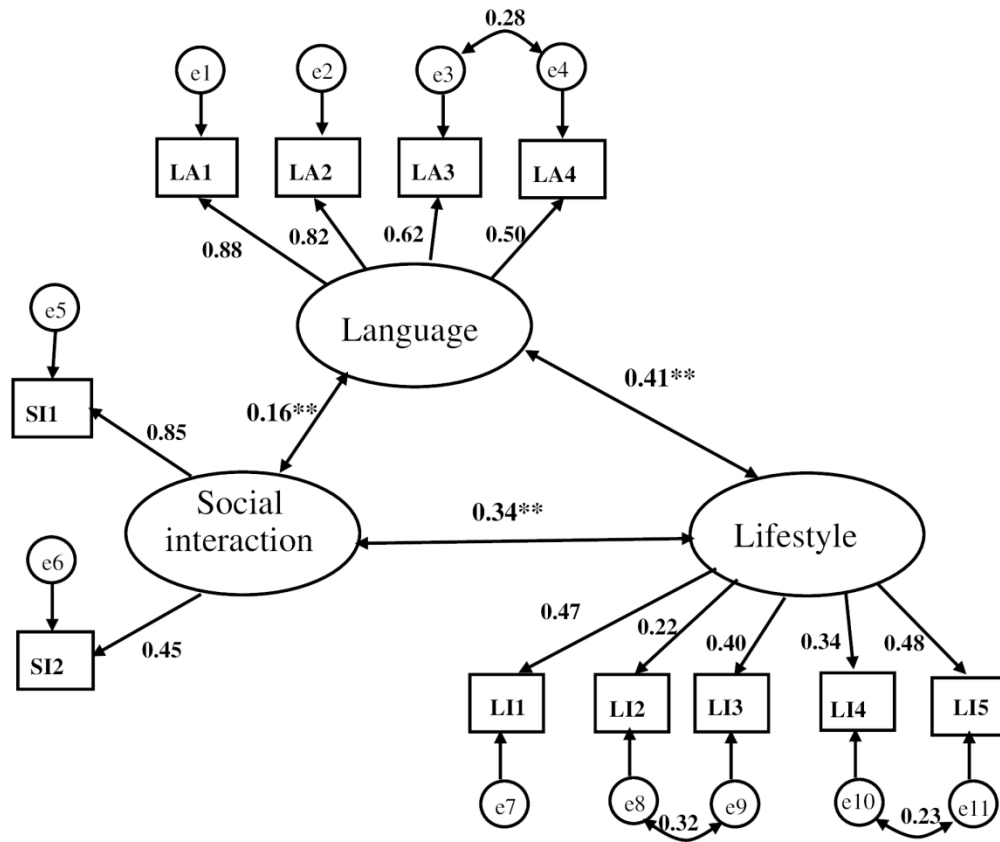 0.28
e1
e2
e3
e4
LA1
LA2
LA3
LA4
0.88
0.82
0.62
0.50
e5
Language
SI1
0.16**
0.41**
0.85
Social
interaction
0.34**
Lifestyle
e6
SI2
0.45
0.47
0.22
0.40
0.34
0.48
LI1
LI2
LI3
LI4
LI5
e7
e8
e9
e10
e11
0.32
0.23